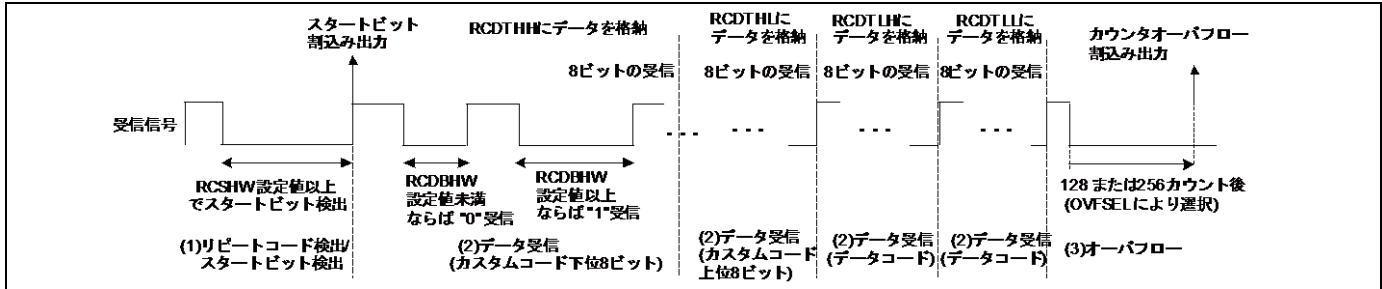 スタートビット
割込み出力
RCDTHHにデータを格納
RCDTHLに
データを格納
RCDTLHに
データを格納
RCDTLLに
データを格納
カウンタオーバフロー
割込み出力
8ビットの受信
8ビットの受信
8ビットの受信
8ビットの受信
受信信号
RCSHW設定値以上
でスタートビット検出
RCDBHW
設定値未満
ならば "0"受信
RCDBHW
設定値以上
ならば "1"受信
128 または256カウント後
(OVFSELにより選択)
(1)リピートコード検出/
スタートビット検出
(2)データ受信
(カスタムコード下位8ビット)
(2)データ受信
(カスタムコード
上位8ビット)
(2)データ受信
(データコード)
(2)データ受信
(データコード)
(3)オーバフロー